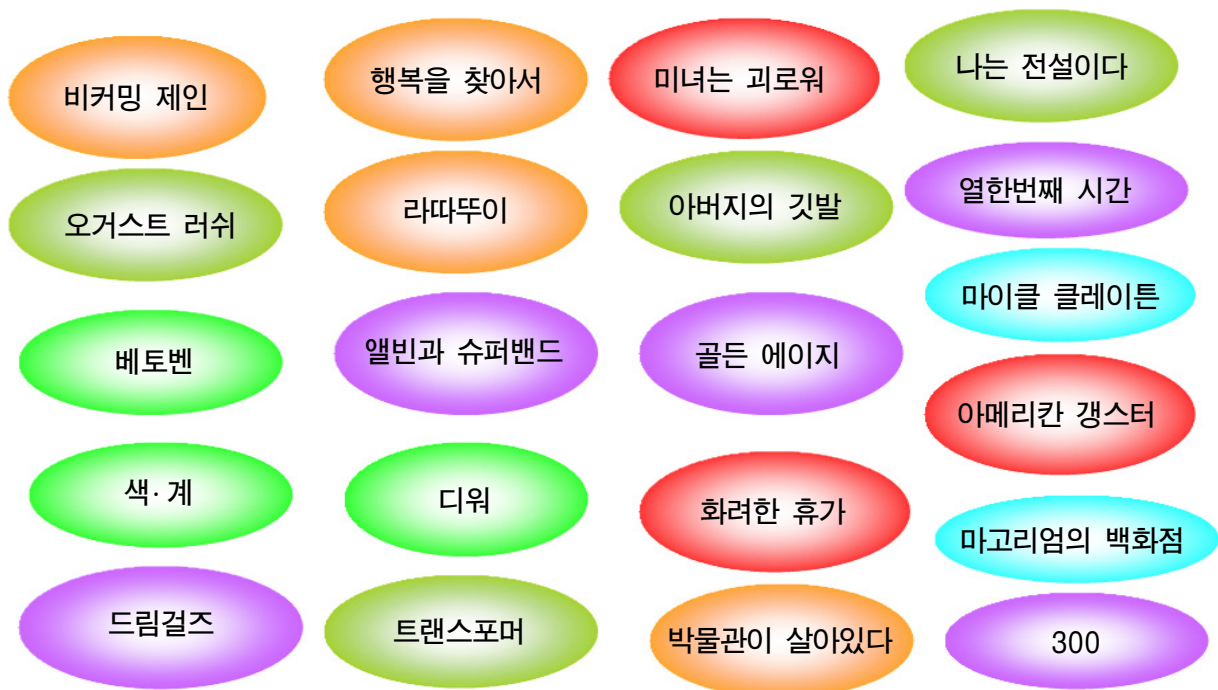 비커밍 제인
행복을 찾아서
미녀는 괴로워
나는 전설이다
오거스트 러쉬
라따뚜이
아버지의 깃발
열한번째 시간
베토벤
앨빈과 슈퍼밴드
골든 에이지
마이클 클레이튼
아메리칸 갱스터
색·계
디워
화려한 휴가
마고리엄의 백화점
드림걸즈
트랜스포머
박물관이 살아있다
300